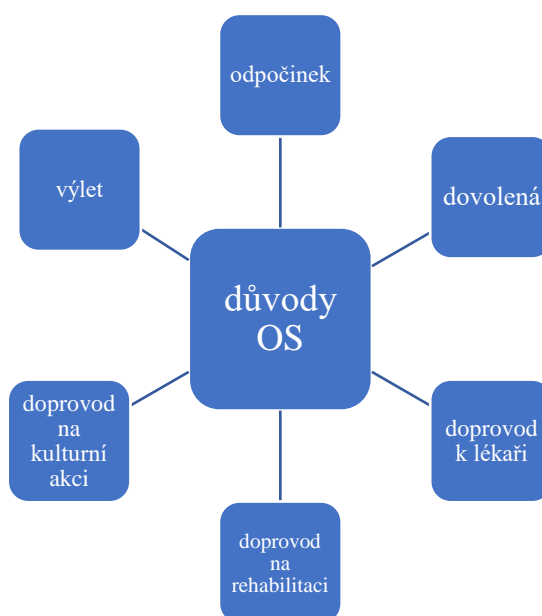 odpočinek
výlet
dovolená
důvody
OS
doprovod
na
kulturní
akci
doprovod
k lékaři
doprovod
na
rehabilitaci